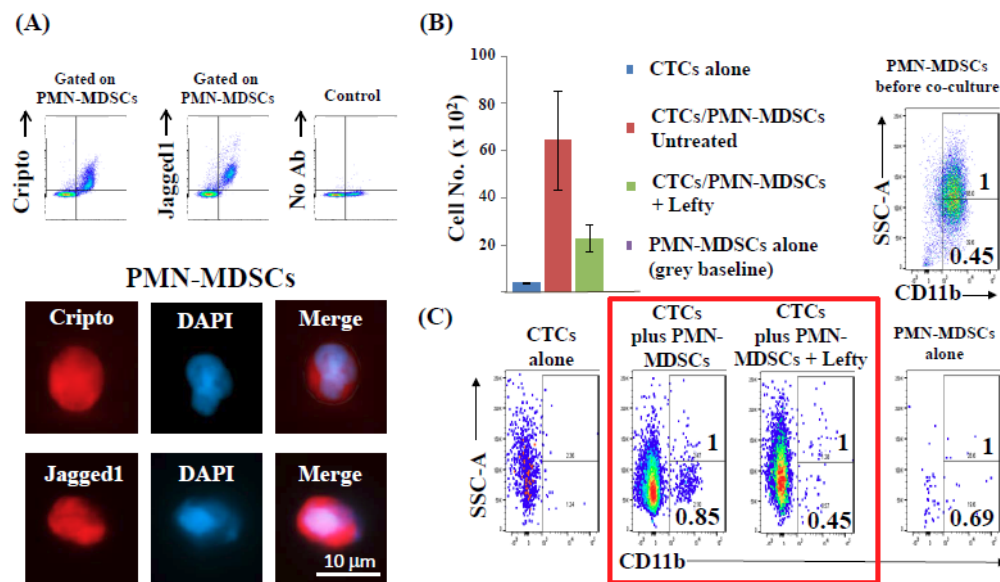 (A)
Gated on
PMN-MDSCs
Gated on
PMN-MDSCs
Control
Cripto
Jagged1
No Ab
PMN-MDSCs
Cripto
DAPI
Merge
Jagged1
DAPI
Merge
10 μm
(B)
100
80
60
40
20
Cell No. (x 10²)
CTCs alone
CTCs/PMN-MDSCs
Untreated
CTCs/PMN-MDSCs
+ Lefty
PMN-MDSCs alone
(grey baseline)
PMN-MDSCs
before co-culture
SSC-A
1
0.45
CD11b
(C)
CTCs
alone
CTCs
plus PMN-
MDSCs
CTCs
plus PMN-
MDSCs + Lefty
PMN-MDSCs
alone
SSC-A
1
0.85
1
0.45
1
0.69
CD11b